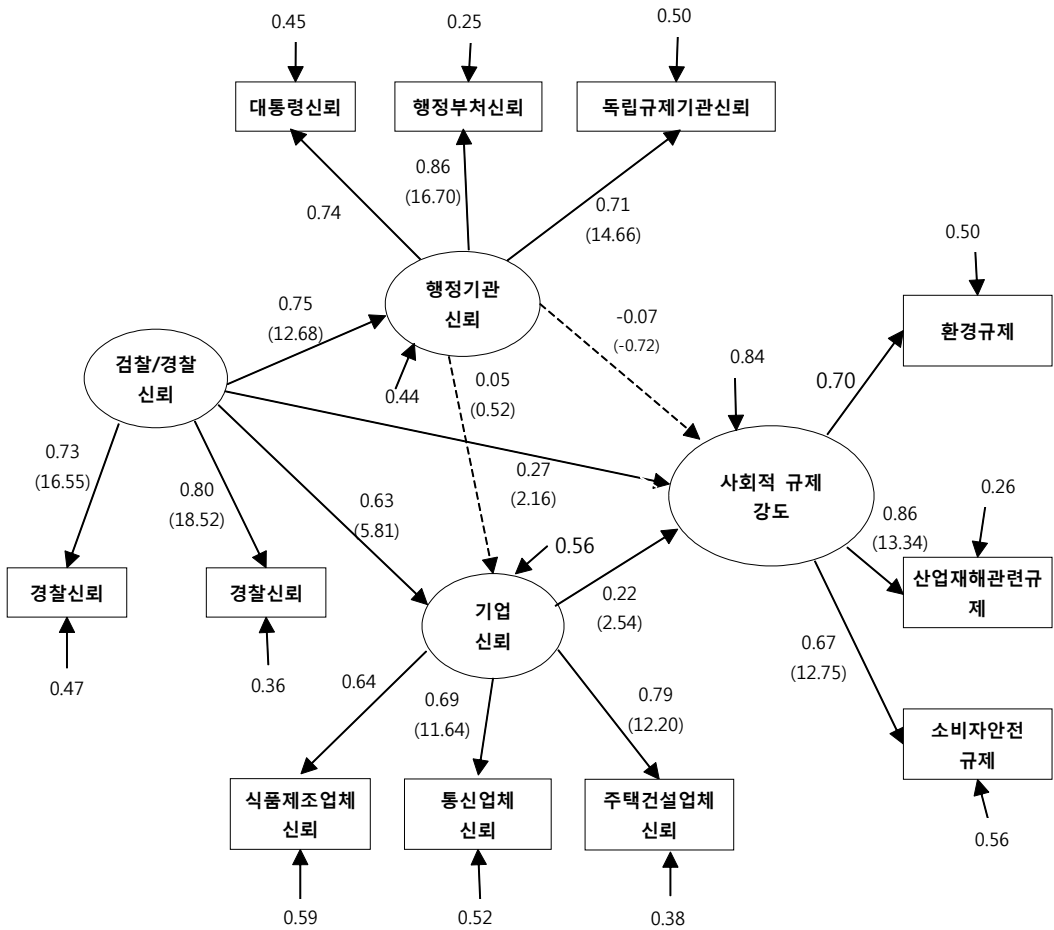 0.45
0.25
0.50
대통령신뢰
행정부처신뢰
독립규제기관신뢰
0.86
(16.70)
0.74
0.71
(14.66)
0.50
환경규제
행정기관
신뢰
0.75
(12.68)
-0.07
(-0.72)
0.84
0.70
검찰/경찰
신뢰
0.44
0.05
(0.52)
0.73
(16.55)
0.80
(18.52)
0.63
(5.81)
0.27
(2.16)
사회적 규제
강도
0.26
0.86
(13.34)
0.56
산업재해관련규
제
경찰신뢰
경찰신뢰
기업
신뢰
0.22
(2.54)
0.67
(12.75)
0.47
0.36
0.64
0.69
(11.64)
0.79
(12.20)
소비자안전
규제
식품제조업체
신뢰
통신업체
신뢰
주택건설업체
신뢰
0.56
0.59
0.52
0.38